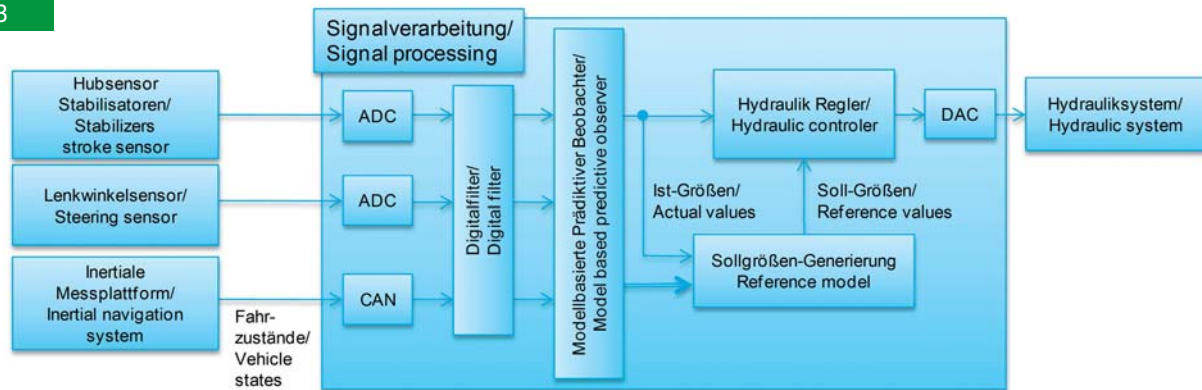 3
Signalverarbeitung/
Signal processing
Hubsensor
Stabilisatoren/
Stabilizers
stroke sensor
ADC
Lenkwinkelsensor/
Steering sensor
ADC
Inertiale
Messplattform/
Inertial navigation
system
Fahr-
zustände/
Vehicle
states
CAN
Digitalfilter/
Digital filter
Modellbasierte Prädiktiver Beobachter/
Model based predictive observer
Hydraulik Regler/
Hydraulic controler
DAC
Hydrauliksystem/
Hydraulic system
Ist-Größen/
Actual values
Soll-Größen/
Reference values
Sollgrößen-Generierung
Reference model